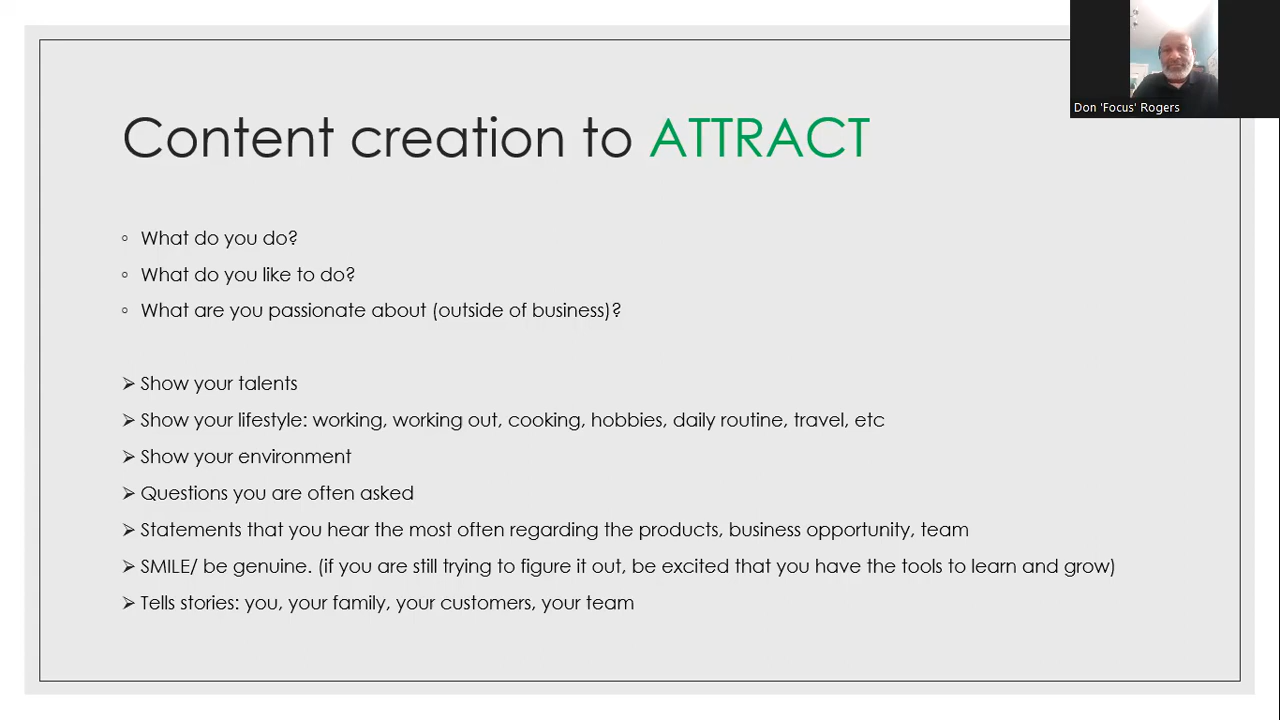 Content creation to ATTRACT
Don 'Focus' Rogers
◦ What do you do?
◦ What do you like to do?
◦ What are you passionate about (outside of business)?
➢ Show your talents
➢ Show your lifestyle: working, working out, cooking, hobbies, daily routine, travel, etc
➢ Show your environment
➢ Questions you are often asked
➢ Statements that you hear the most often regarding the products, business opportunity, team
➢ SMILE/ be genuine. (if you are still trying to figure it out, be excited that you have the tools to learn and grow)
➢ Tells stories: you, your family, your customers, your team